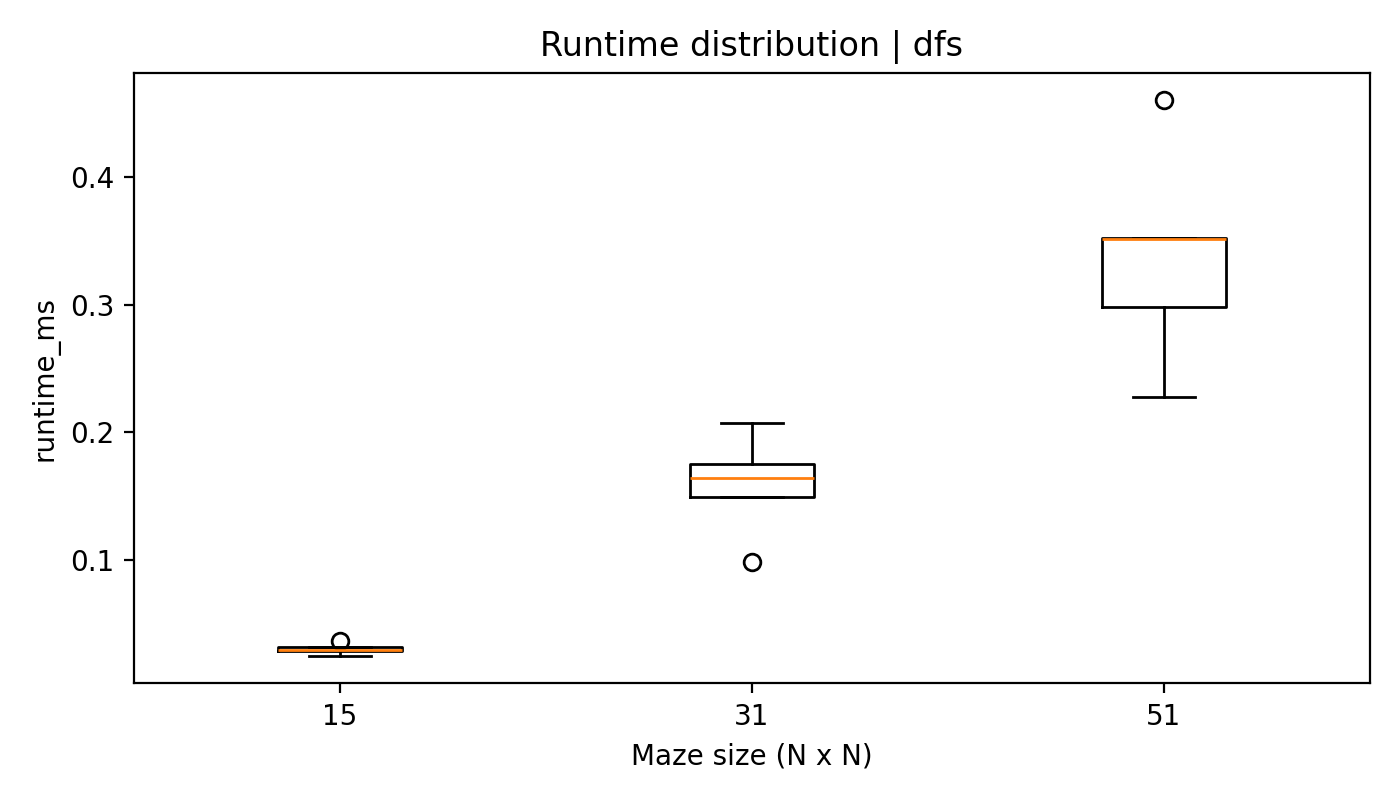 Runtime distribution | dfs
runtime_ms
0.4
0.3
0.2
0.1
15 31 51
Maze size (N x N)